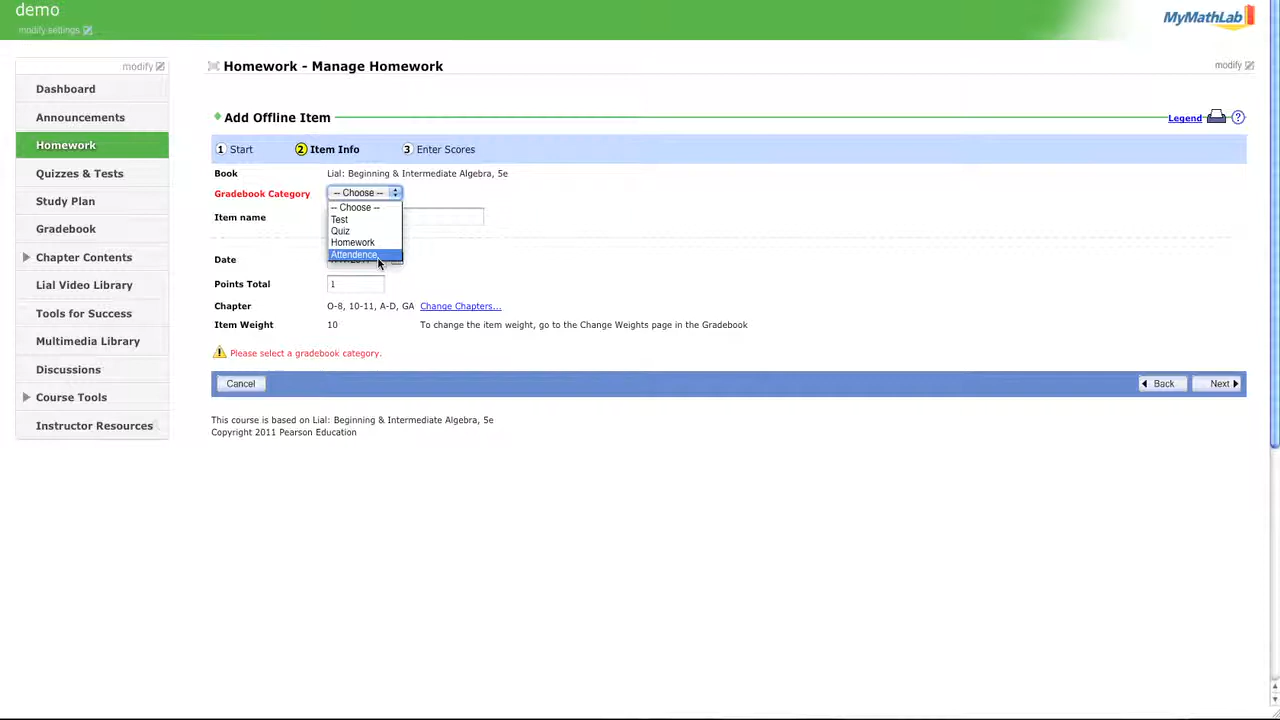 demo
modify settings
MyMathLab
modify
Homework - Manage Homework
modify
Dashboard
Announcements
Homework
Quizzes & Tests
Study Plan
Gradebook
Chapter Contents
Lial Video Library
Tools for Success
Multimedia Library
Discussions
Course Tools
Instructor Resources
Add Offline Item
Legend
?
1 Start
2 Item Info
3 Enter Scores
Book Lial: Beginning & Intermediate Algebra, 5e
Gradebook Category -- Choose --
-- Choose --
Test
Quiz
Homework
Attendence
Item name
Date
Points Total 1
Chapter O-8, 10-11, A-D, GA Change Chapters...
Item Weight 10 To change the item weight, go to the Change Weights page in the Gradebook
Please select a gradebook category.
Cancel
Back
Next
This course is based on Lial: Beginning & Intermediate Algebra, 5e
Copyright 2011 Pearson Education